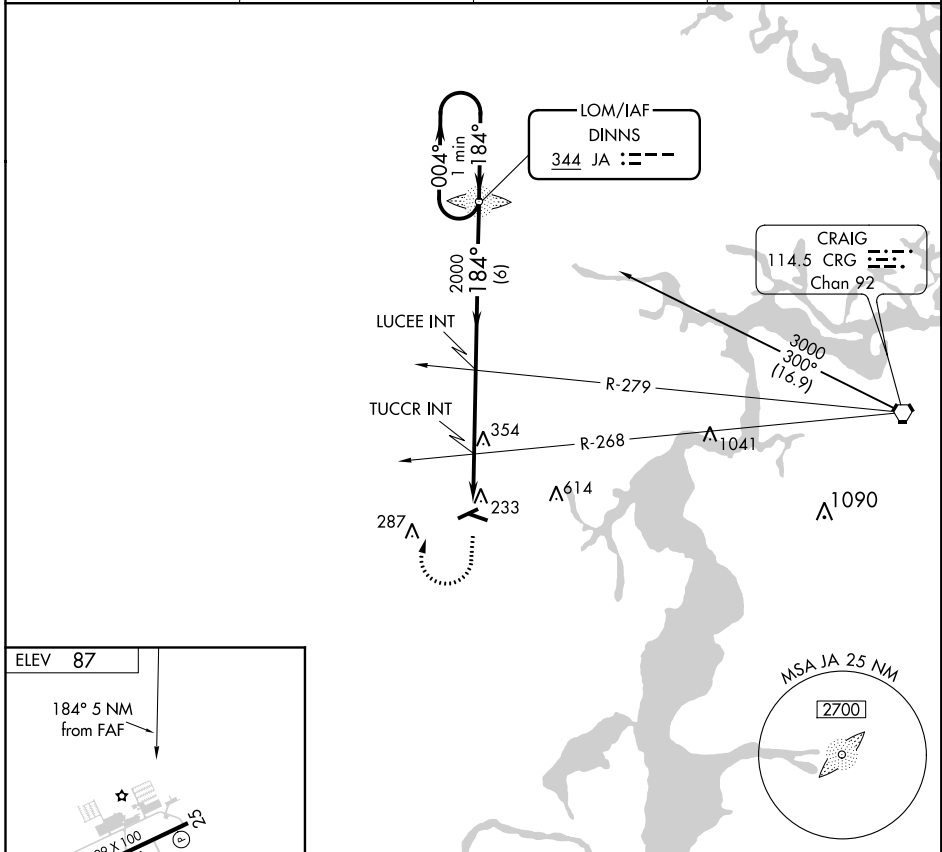 LOM/IAF
DINNS
344 JA
004°
1 min
184°
CRAIG
114.5 CRG
Chan 92
2000
184°
(6)
LUCEE INT
3000
300°
(16.9)
R-279
TUCCR INT
354
R-268
1041
614
233
287
1090
ELEV 87
184° 5 NM
from FAF
MSA JA 25 NM
2700
25
P
X 100